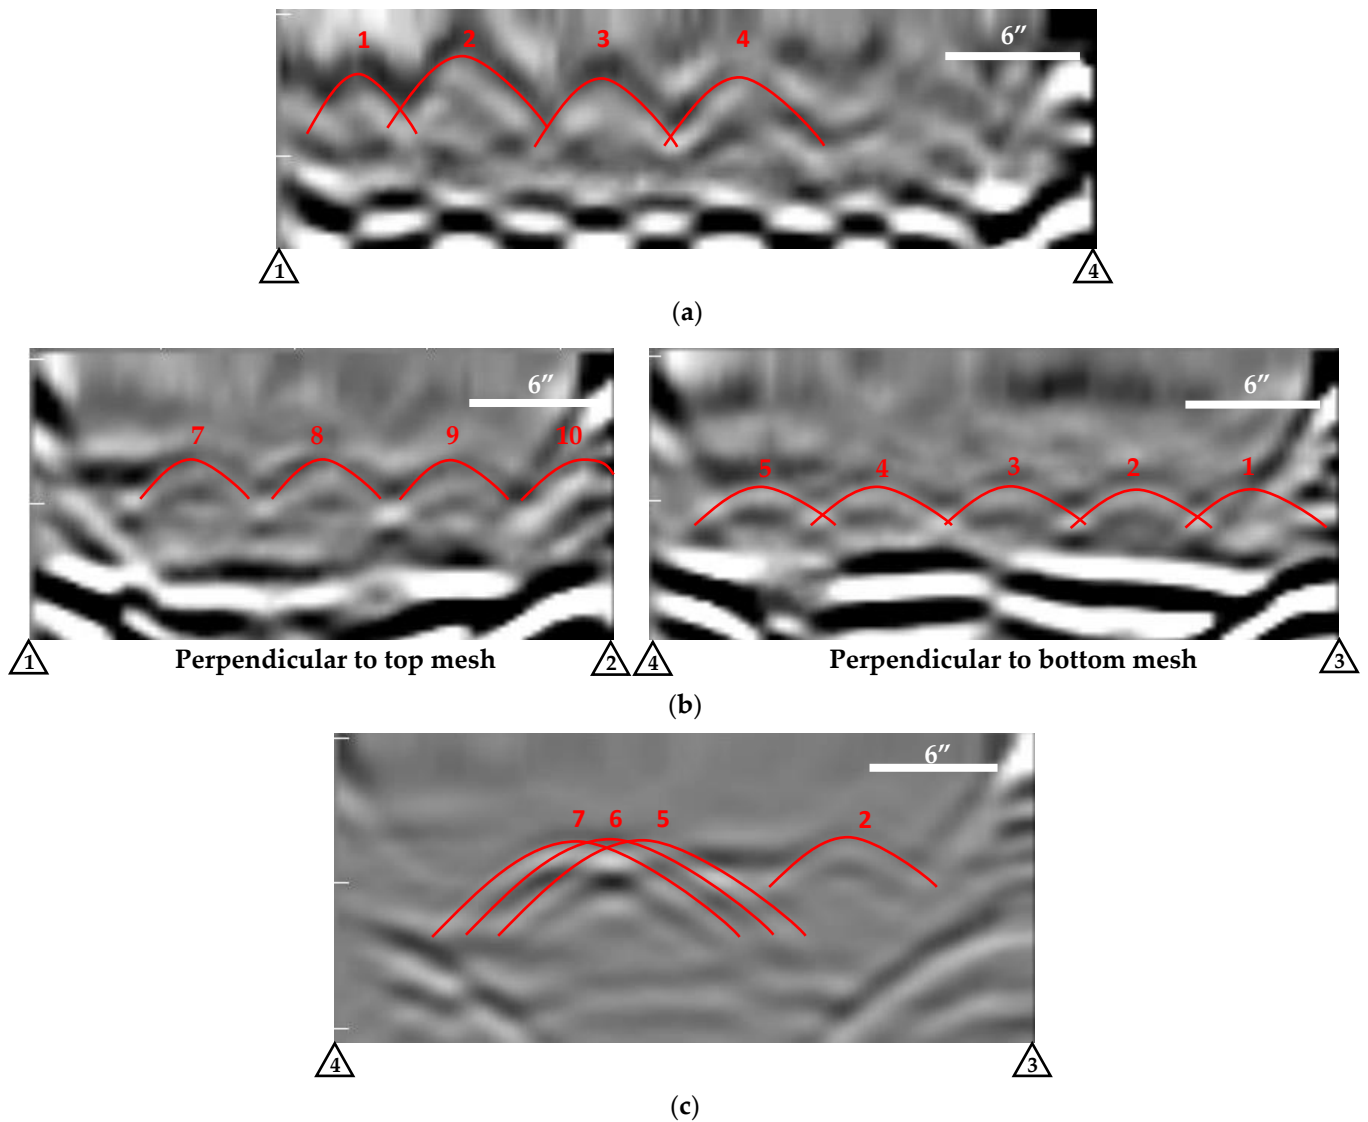 1 2 3 4 6″
1 4
(a)
6″ 7 8 9 10
6″ 5 4 3 2 1
1 Perpendicular to top mesh 2
4 Perpendicular to bottom mesh 3
(b)
6″
7 6 5 2
4 3
(c)